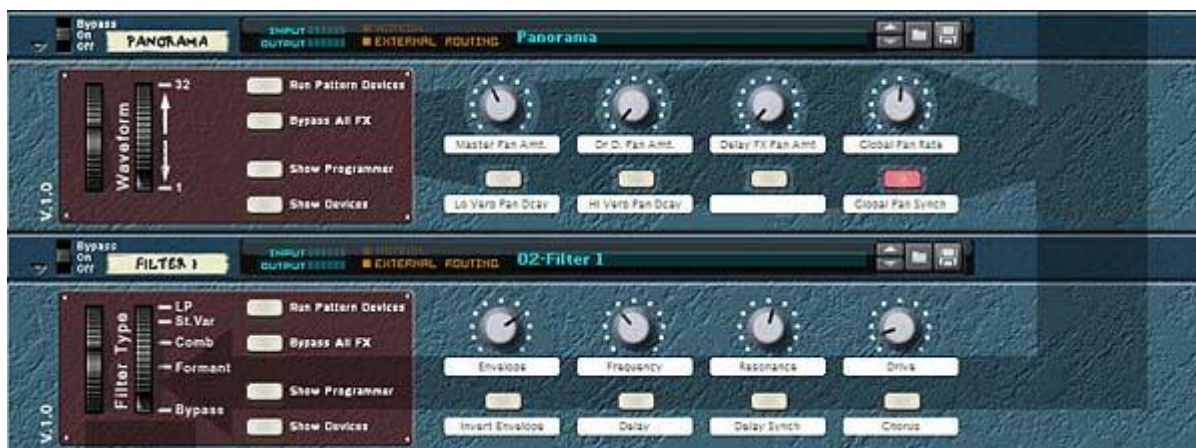 Bypass
On
Off
PANORAMA
INPUT
OUTPUT
EXTERNAL ROUTING
Panorama
Waveform
32
1
Run Pattern Devices
Bypass All FX
Show Programmer
Show Devices
Master Pan Amt.
Dr D. Pan Amt.
Delay FX Pan Amt
Global Pan Rate
Lo Verb Pan Dcay
Hi Verb Pan Dcay
Global Pan Synch
V.1.0
Bypass
On
Off
FILTER 1
INPUT
OUTPUT
EXTERNAL ROUTING
02-Filter 1
Filter Type
LP
St.Var
Comb
Formant
Bypass
Run Pattern Devices
Bypass All FX
Show Programmer
Show Devices
Envelope
Frequency
Resonance
Drive
Invert Envelope
Delay
Delay Synch
Chorus
V.1.0